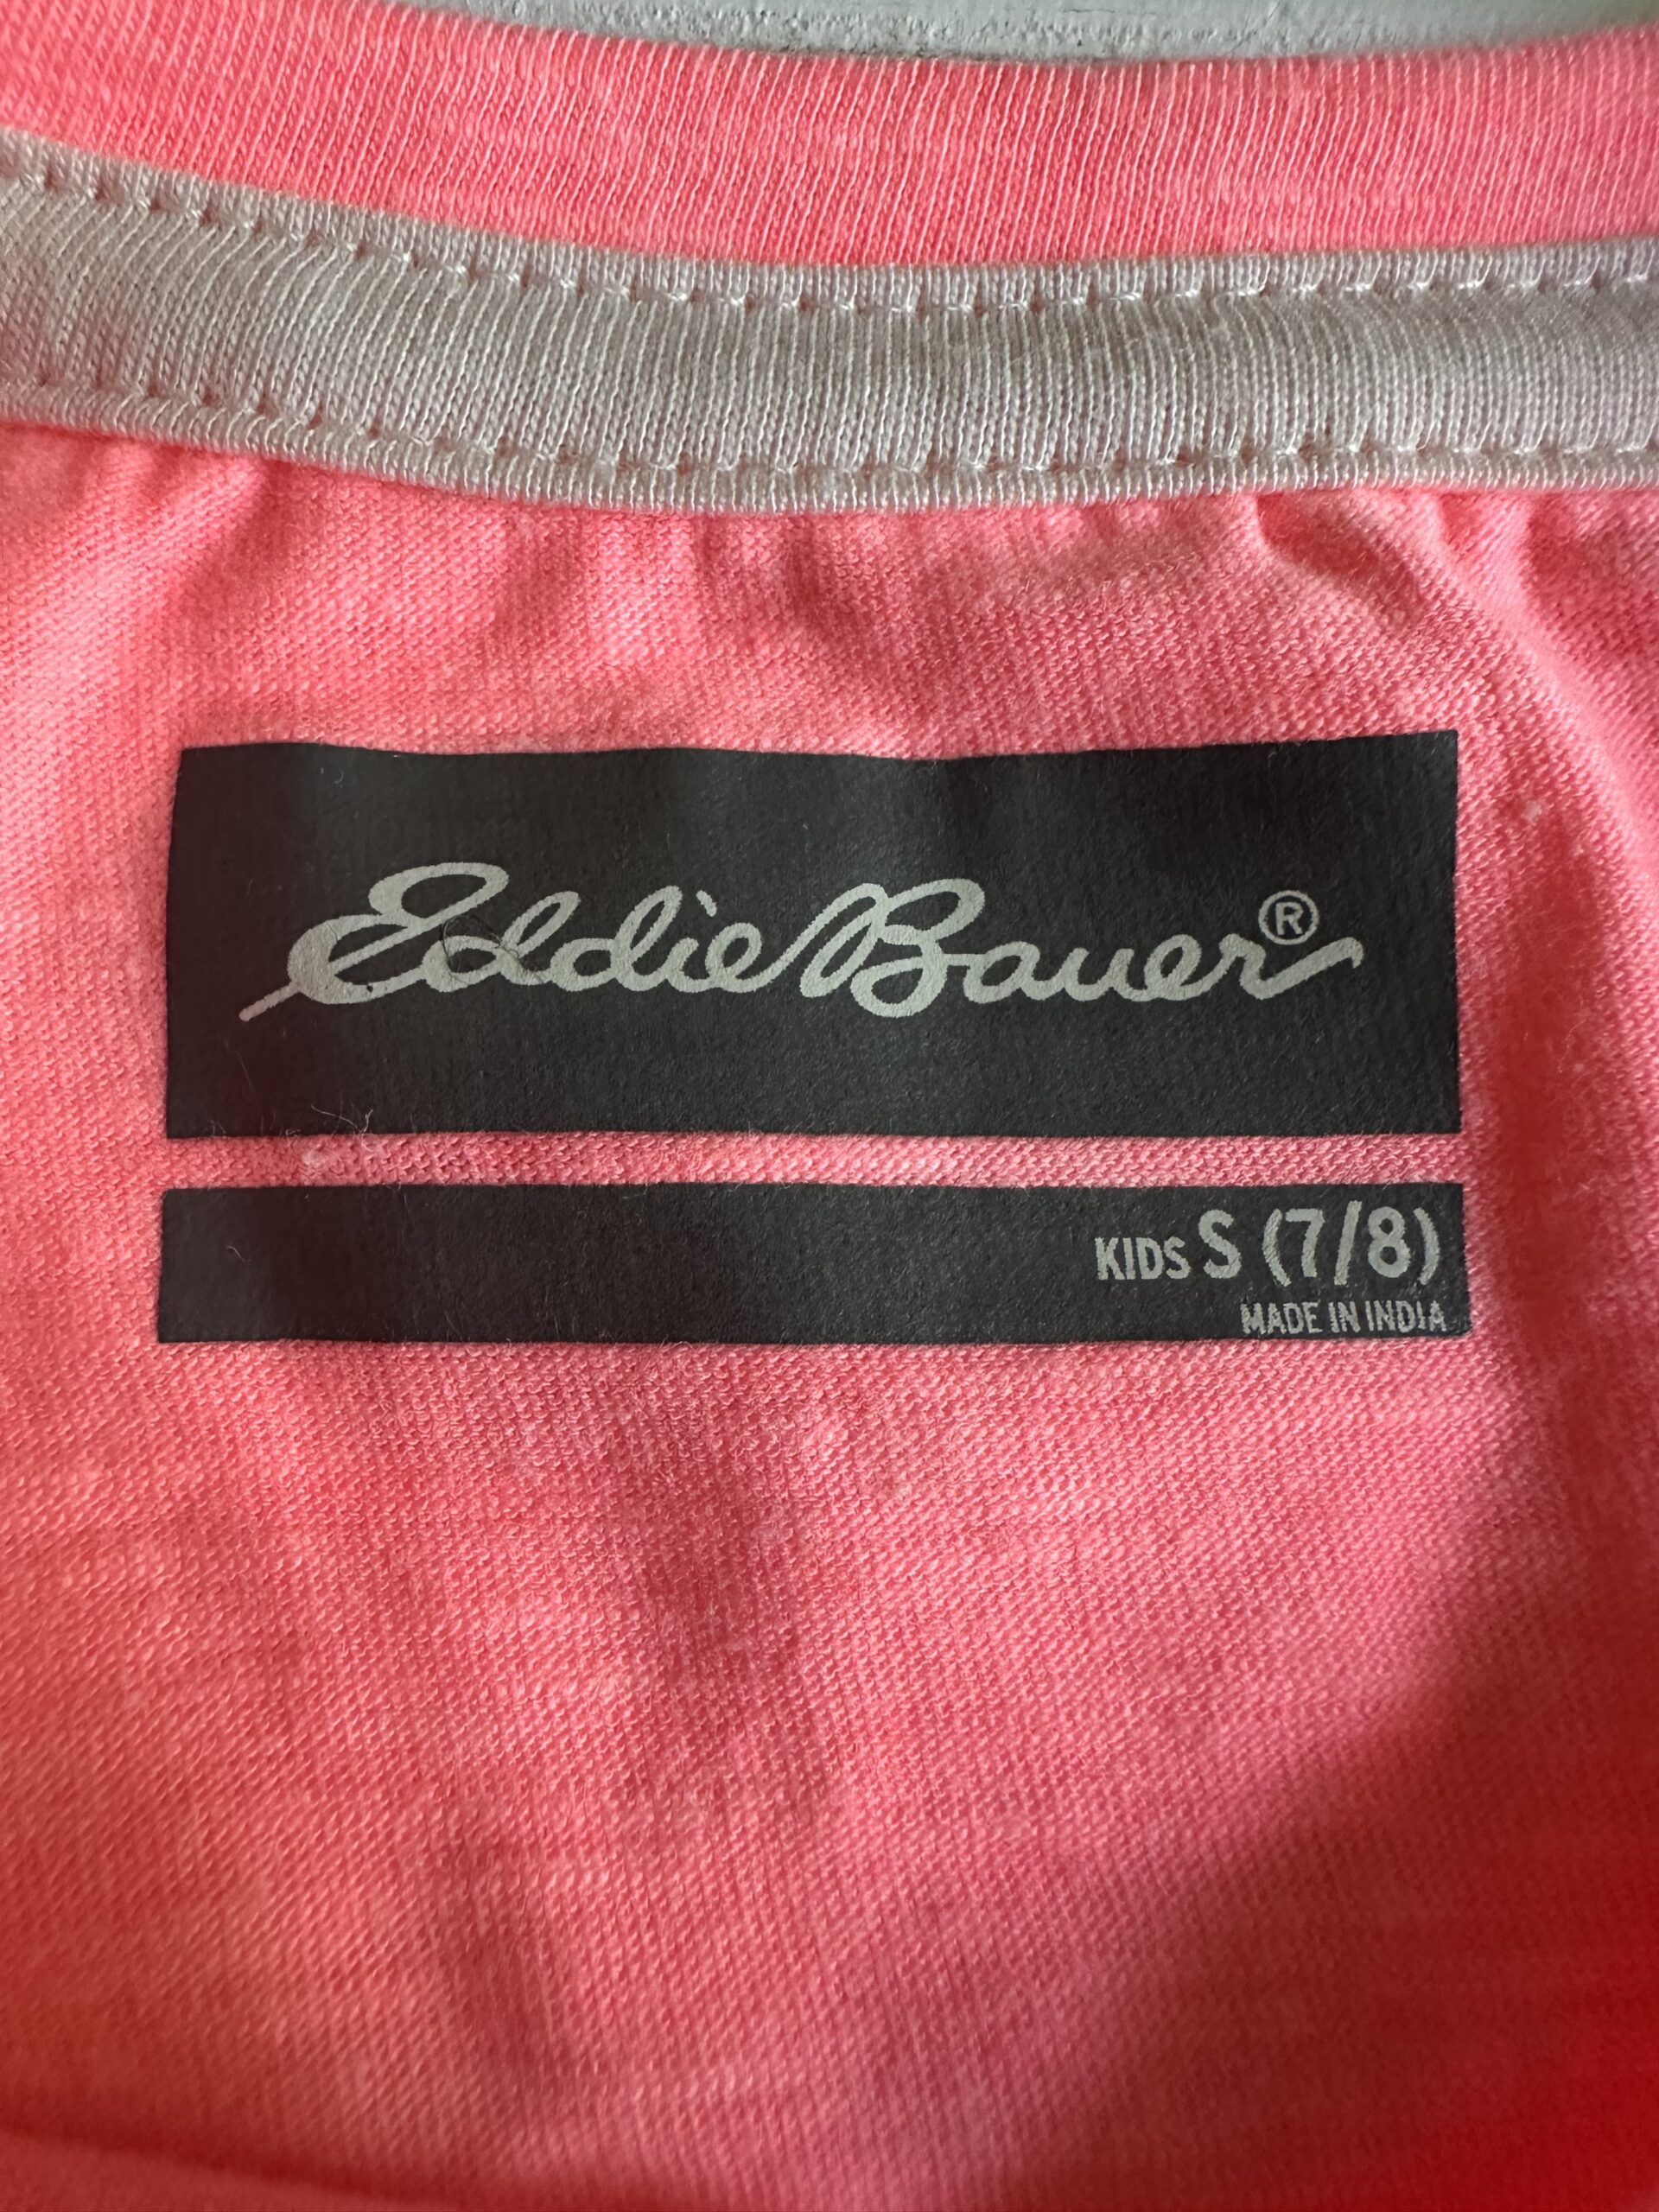 Eddie Bauer®
KIDS S (7/8)
MADE IN INDIA